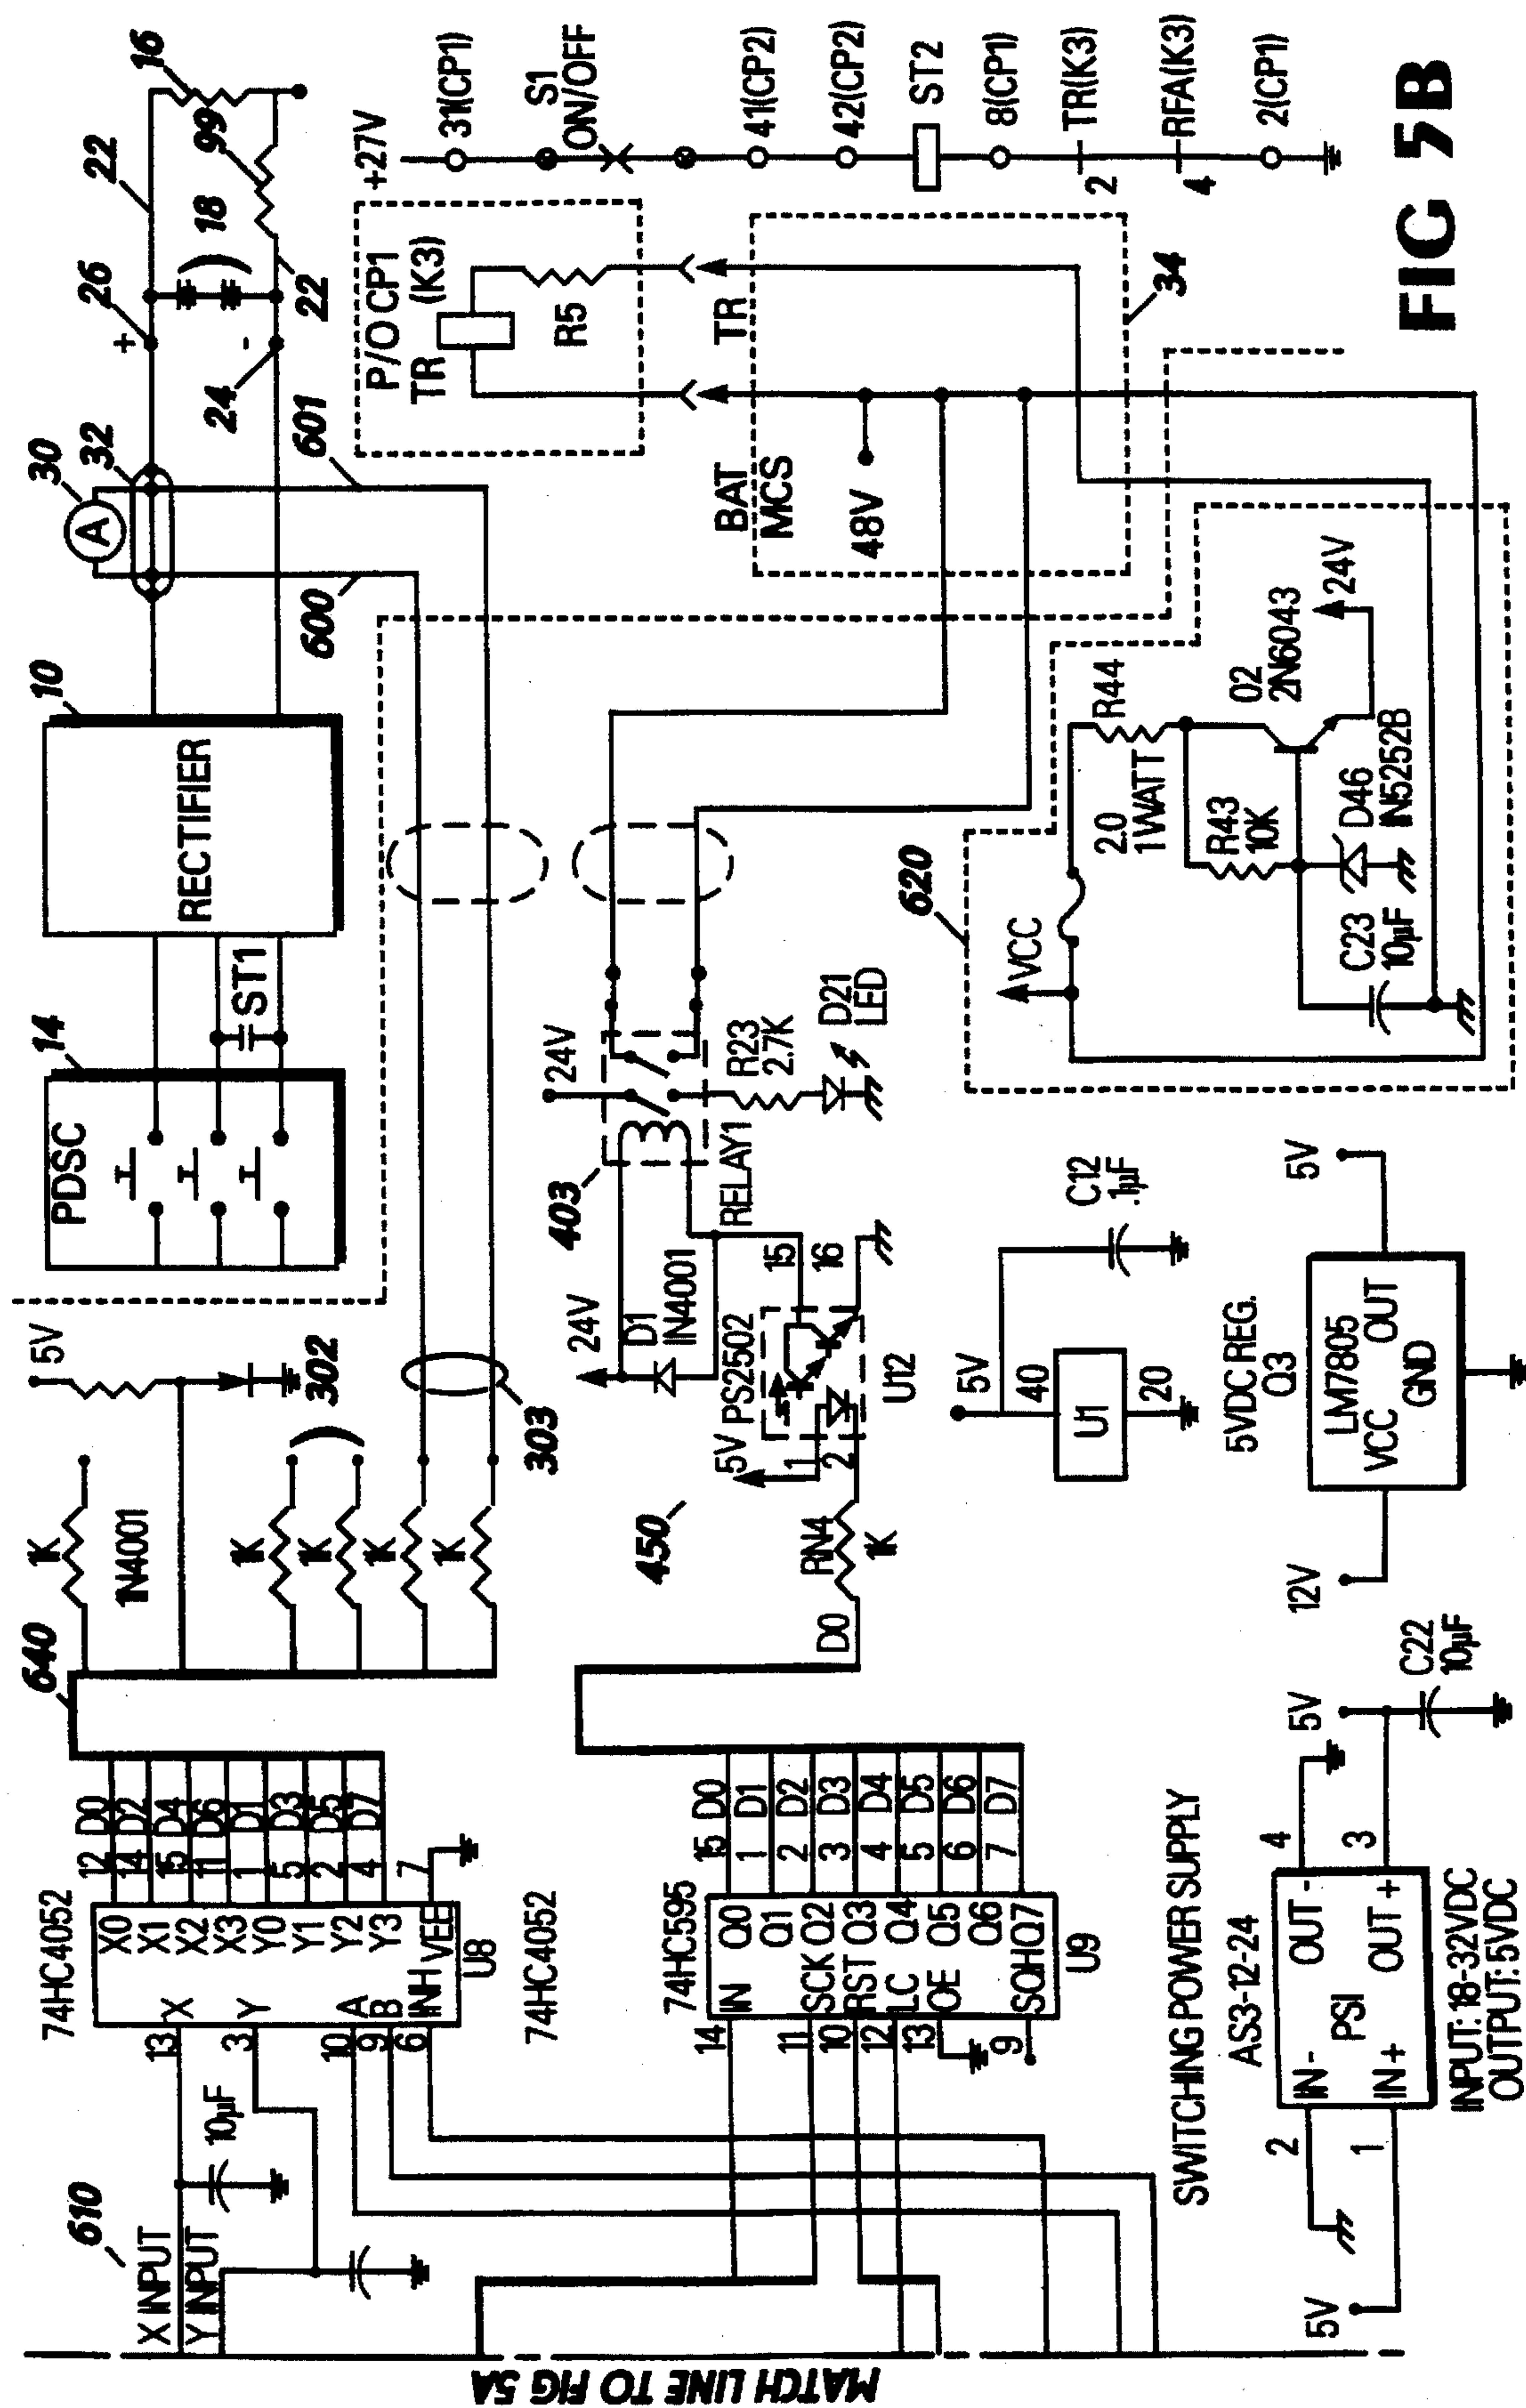 MATCH LINE TO FIG 5A
610
X INPUT
Y INPUT
10µF
74HC4052
13
3
10
9
6
X
Y
A
B
INH
X0
X1
X2
X3
Y0
Y1
Y2
Y3
VEE
U8
12 D0
14 D2
15 D4
11 D6
1 D1
5 D3
2 D5
4 D7
7
640
1K
1N4001
1K
1K
1K
1K
5V
302
303
PDSC
14
ST1
RECTIFIER
10
600
601
30
A
32
26
+
-
24
22
18
22
99
16
74HC4052
74HC595
14
11
10
12
13
9
IN
SCK
RST
LC
OE
SQH
Q0
Q1
Q2
Q3
Q4
Q5
Q6
Q7
U9
15 D0
1 D1
2 D2
3 D3
4 D4
5 D5
6 D6
7 D7
D0
RN4
1K
450
5V
1
2
PS2502
U12
15
16
24V
D1
IN4001
403
RELAY1
24V
R23
2.7K
D21
LED
P/O CP1
TR (K3)
R5
BAT
TR
MCS
48V
34
+27V
31(CP1)
S1
ON/OFF
41(CP2)
42(CP2)
ST2
8(CP1)
TR(K3)
2
RFA(K3)
4
2(CP1)
SWITCHING POWER SUPPLY
AS3-12-24
IN -
OUT -
PSI
IN +
OUT +
2
1
4
3
5V
5V
C22
10µF
INPUT: 18-32VDC
OUTPUT: 5VDC
5V
40
U1
20
C12
.1µF
5VDC REG.
Q3
LM7805
VCC OUT
GND
12V
5V
620
VCC
2.0
1 WATT
R44
R43
10K
Q2
2N6043
24V
C23
10µF
D46
IN5252B
FIG 5B